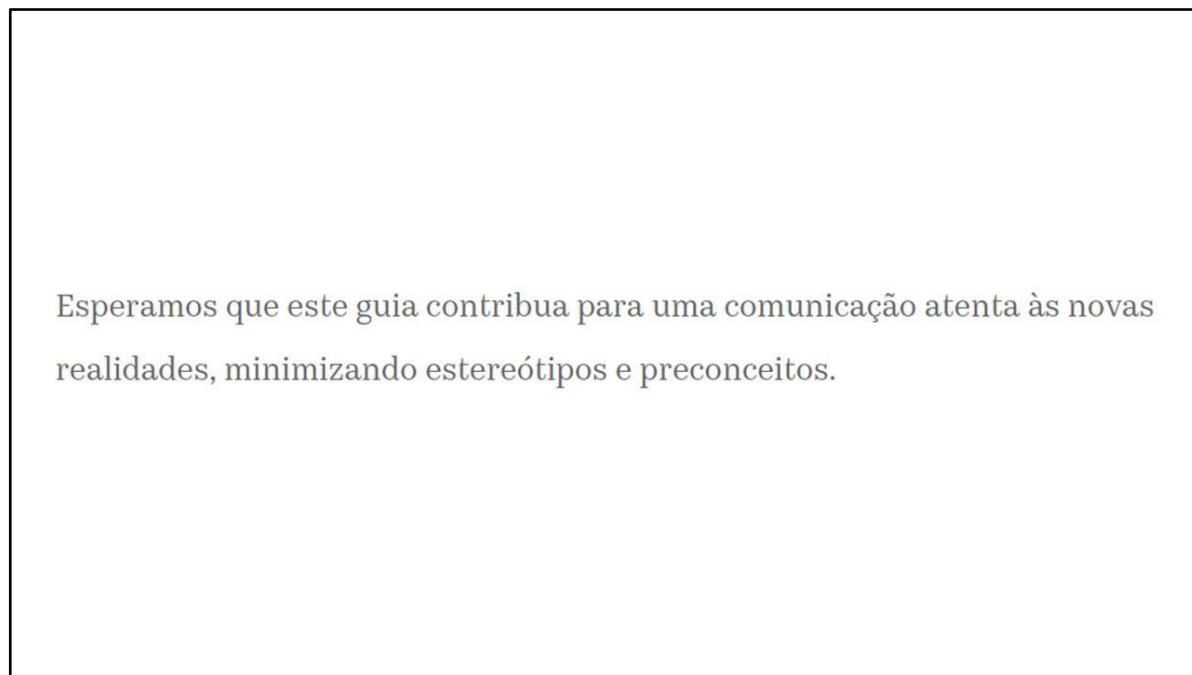 Esperamos que este guia contribua para uma comunicação atenta às novas
realidades, minimizando estereótipos e preconceitos.